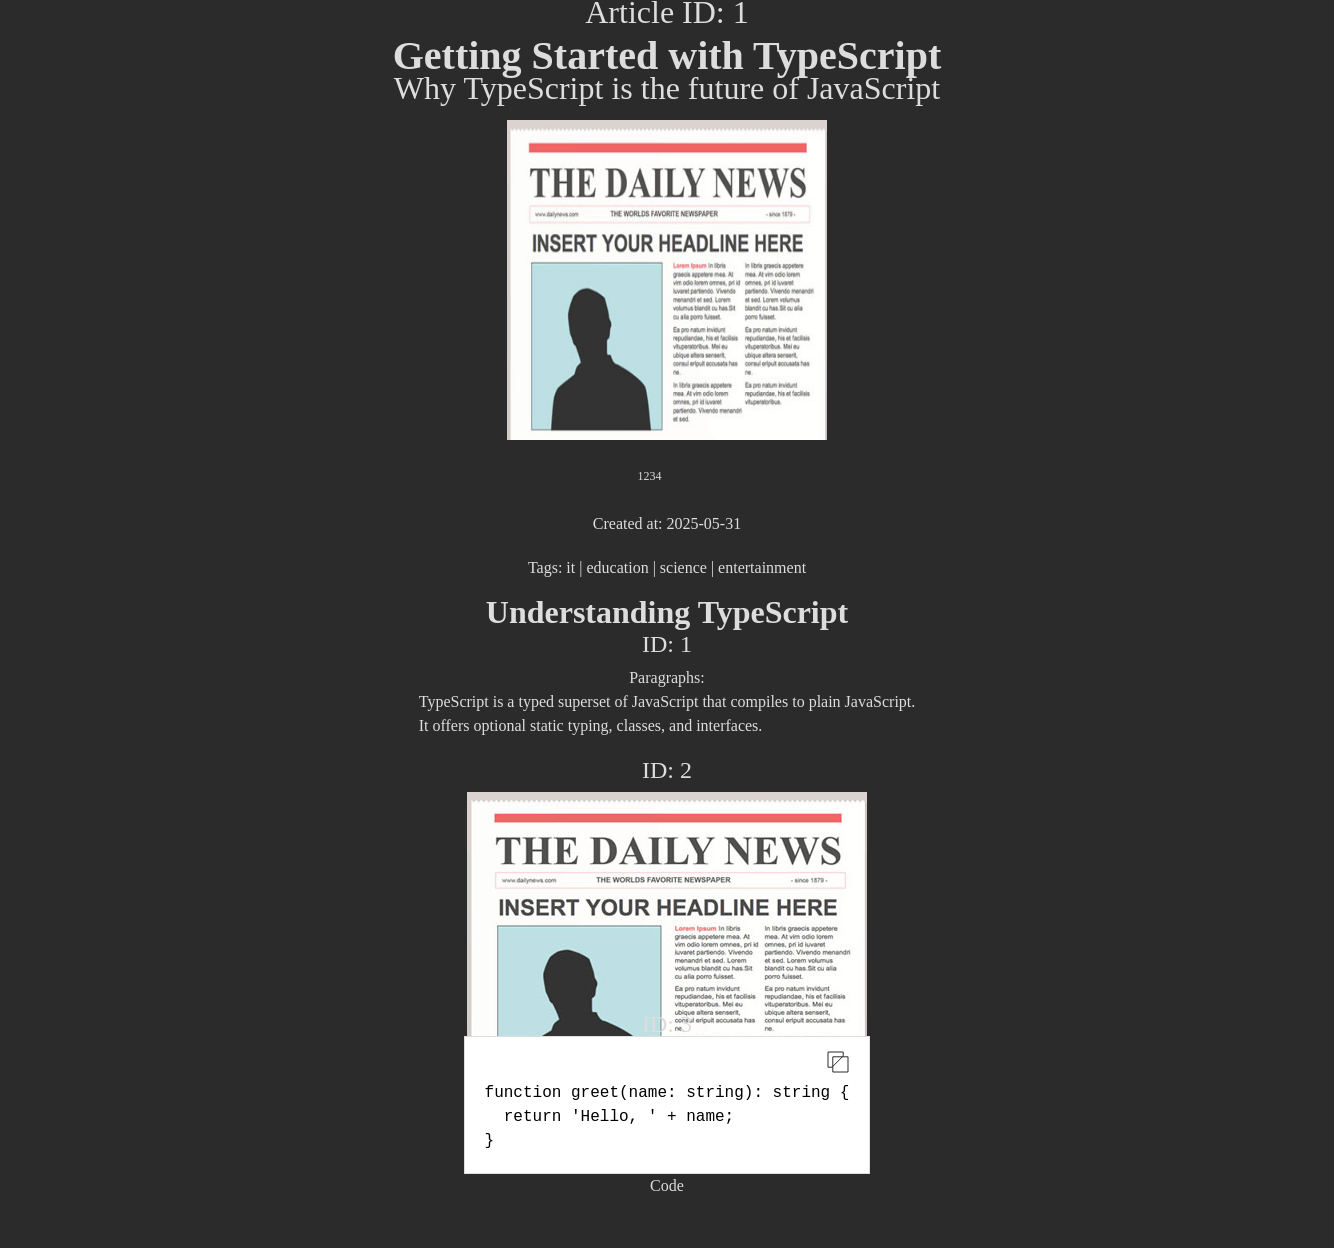 Article ID: 1
Getting Started with TypeScript
Why TypeScript is the future of JavaScript
THE DAILY NEWS
www.dailynews.com THE WORLDS FAVORITE NEWSPAPER - since 1879 -
INSERT YOUR HEADLINE HERE
Lorem Ipsum In libris
graecis appetere mea. At
vim odio lorem omnes, pri id
iuvaret partiendo. Vivendo
menandri et sed. Lorem
volumus blandit cu has.Sit
cu alia porro fuisset.
Ea pro natum invidunt
repudiandae, his et facilisis
vituperatoribus. Mei eu
ubique altera senserit,
consul eripuit accusata has
ne.
In libris graecis appetere
mea. At vim odio lorem
omnes, pri id iuvaret
partiendo. Vivendo menandri
et sed.
In libris graecis appetere
mea. At vim odio lorem
omnes, pri id iuvaret
partiendo. Vivendo menandri
et sed. Lorem volumus
blandit cu has.Sit cu alia
porro fuisset.
Ea pro natum invidunt
repudiandae, his et facilisis
vituperatoribus. Mei eu
ubique altera senserit,
consul eripuit accusata has
ne.
Ea pro natum invidunt
repudiandae, his et facilisis
vituperatoribus.
1234
Created at: 2025-05-31
Tags: it | education | science | entertainment
Understanding TypeScript
ID: 1
Paragraphs:
TypeScript is a typed superset of JavaScript that compiles to plain JavaScript.
It offers optional static typing, classes, and interfaces.
ID: 2
THE DAILY NEWS
www.dailynews.com THE WORLDS FAVORITE NEWSPAPER - since 1879 -
INSERT YOUR HEADLINE HERE
Lorem Ipsum In libris
graecis appetere mea. At
vim odio lorem omnes, pri id
iuvaret partiendo. Vivendo
menandri et sed. Lorem
volumus blandit cu has.Sit
cu alia porro fuisset.
Ea pro natum invidunt
repudiandae, his et facilisis
vituperatoribus. Mei eu
ubique altera senserit,
consul eripuit accusata has
ne.
In libris graecis appetere
mea. At vim odio lorem
omnes, pri id iuvaret
partiendo. Vivendo menandri
et sed. Lorem volumus
blandit cu has.Sit cu alia
porro fuisset.
Ea pro natum invidunt
repudiandae, his et facilisis
vituperatoribus. Mei eu
ubique altera senserit,
consul eripuit accusata has
ne.
ID: 3
function greet(name: string): string {
  return 'Hello, ' + name;
}
Code